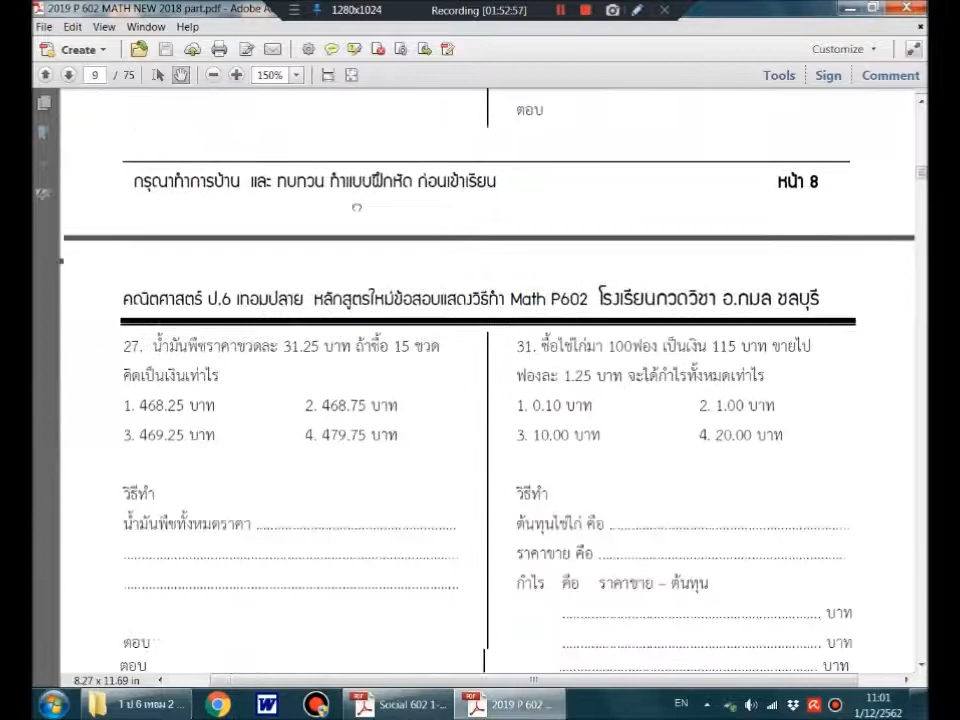 2019 P 602 MATH NEW 2018 part.pdf - Adobe A
1280x1024
Recording [01:52:57]
File Edit View Window Help
Create
Customize
9 / 75
150%
Tools Sign Comment
ตอบ
กรุณาทำการบ้าน และ ทบทวน ทำแบบฝึกหัด ก่อนเข้าเรียน
หน้า 8
คณิตศาสตร์ ป.6 เทอมปลาย หลักสูตรใหม่ข้อสอบแสดงวิธีทำ Math P602 โรงเรียนกวดวิชา อ.กมล ชลบุรี
27. น้ำมันพืชราคาขวดละ 31.25 บาท ถ้าซื้อ 15 ขวด
คิดเป็นเงินเท่าไร
1. 468.25 บาท 2. 468.75 บาท
3. 469.25 บาท 4. 479.75 บาท
วิธีทำ
น้ำมันพืชทั้งหมดราคา ........................................................
...............................................................................................
...............................................................................................
ตอบ
ตอบ
31. ซื้อไข่ไก่มา 100ฟอง เป็นเงิน 115 บาท ขายไป
ฟองละ 1.25 บาท จะได้กำไรทั้งหมดเท่าไร
1. 0.10 บาท 2. 1.00 บาท
3. 10.00 บาท 4. 20.00 บาท
วิธีทำ
ต้นทุนไข่ไก่ คือ ....................................................................
ราคาขาย คือ ......................................................................
กำไร คือ ราคาขาย – ต้นทุน
......................................................................... บาท
......................................................................... บาท
......................................................................... บาท
8.27 x 11.69 in
1 ป 6 เทอม 2 ...
Social 602 1-...
2019 P 602 ...
EN
11:01
1/12/2562